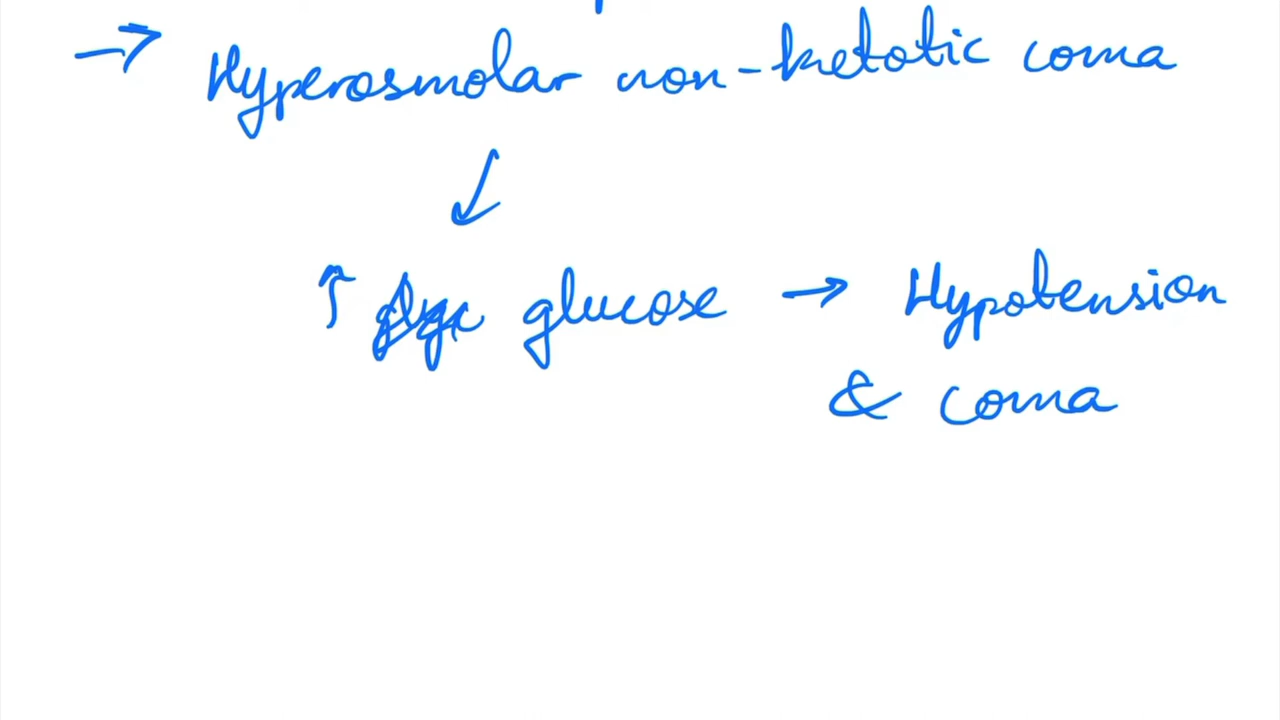 → Hyperosmolar non-ketotic coma
↙
↑ glucose → Hypotension
& coma